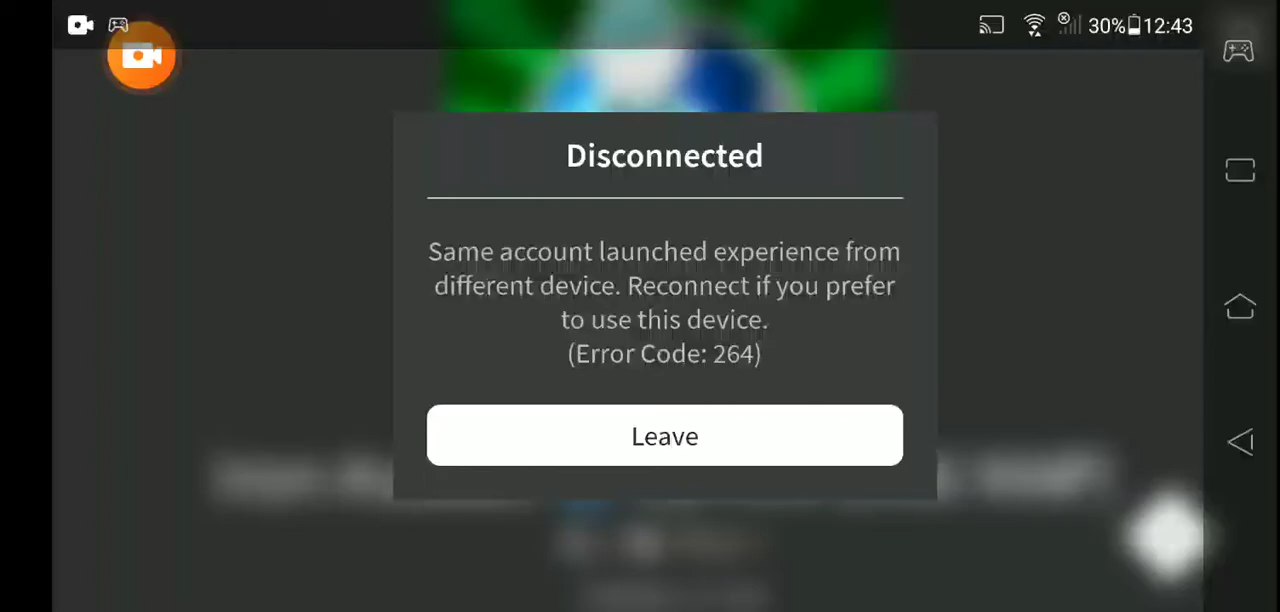 30% 12:43
Disconnected
Same account launched experience from
different device. Reconnect if you prefer
to use this device.
(Error Code: 264)
Leave